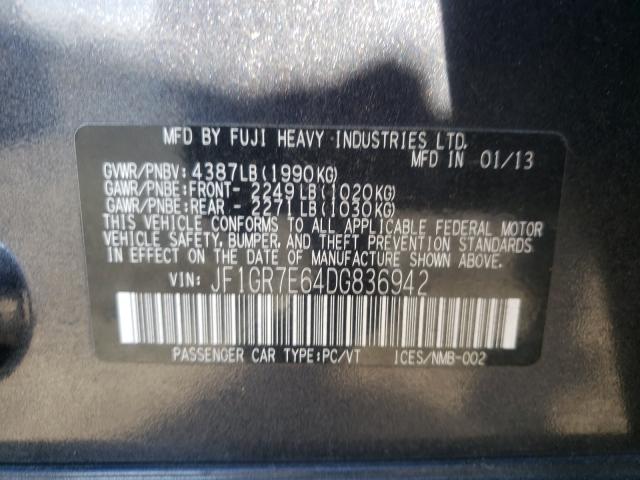 MFD BY FUJI HEAVY INDUSTRIES LTD.
MFD IN 01/13
GVWR/PNBV: 4387LB(1990KG)
GAWR/PNBE:FRONT- 2249LB(1020KG)
GAWR/PNBE:REAR - 2271LB(1030KG)
THIS VEHICLE CONFORMS TO ALL APPLICABLE FEDERAL MOTOR
VEHICLE SAFETY, BUMPER, AND THEFT PREVENTION STANDARDS
IN EFFECT ON THE DATE OF MANUFACTURE SHOWN ABOVE.
VIN: JF1GR7E64DG836942
PASSENGER CAR TYPE:PC/VT ICES/NMB-002